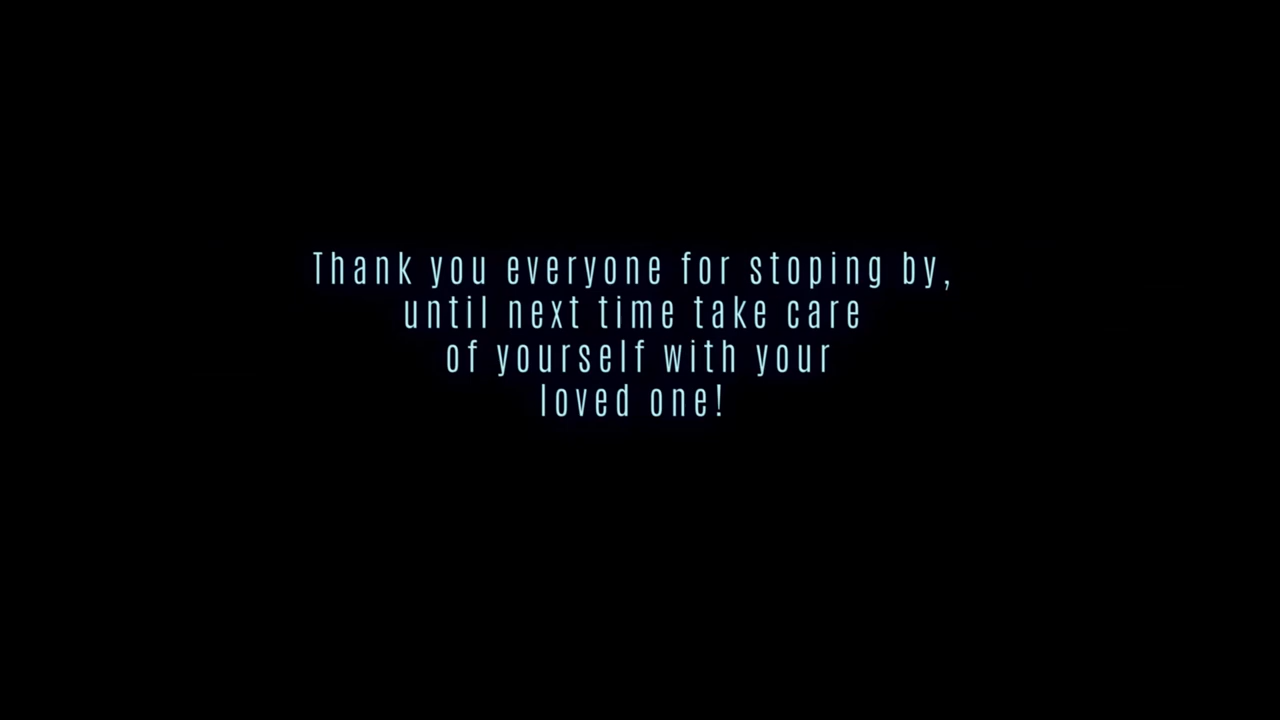 Thank you everyone for stoping by,
until next time take care
of yourself with your
loved one!